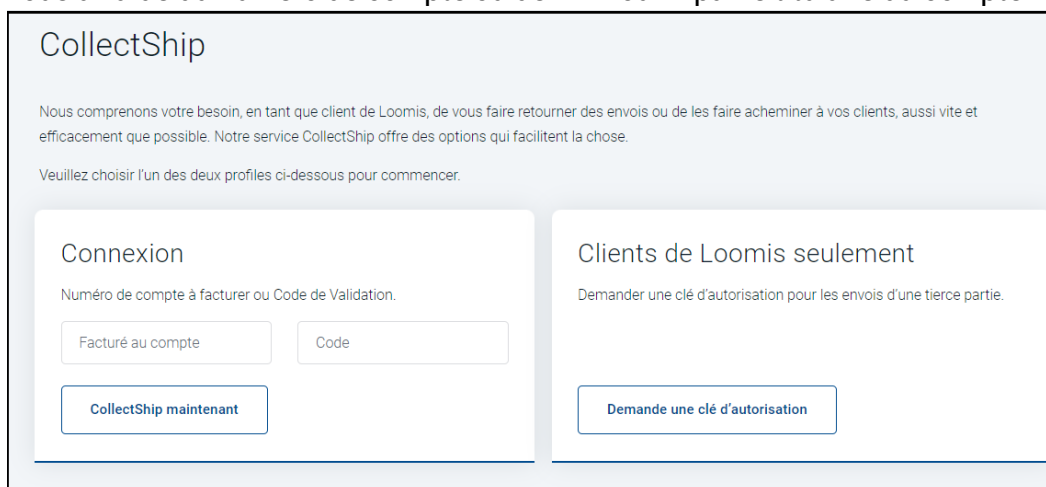 CollectShip
Nous comprenons votre besoin, en tant que client de Loomis, de vous faire retourner des envois ou de les faire acheminer à vos clients, aussi vite et
efficacement que possible. Notre service CollectShip offre des options qui facilitent la chose.
Veuillez choisir l'un des deux profiles ci-dessous pour commencer.
Connexion
Numéro de compte à facturer ou Code de Validation.
Facturé au compte
Code
CollectShip maintenant
Clients de Loomis seulement
Demander une clé d'autorisation pour les envois d'une tierce partie.
Demande une clé d'autorisation